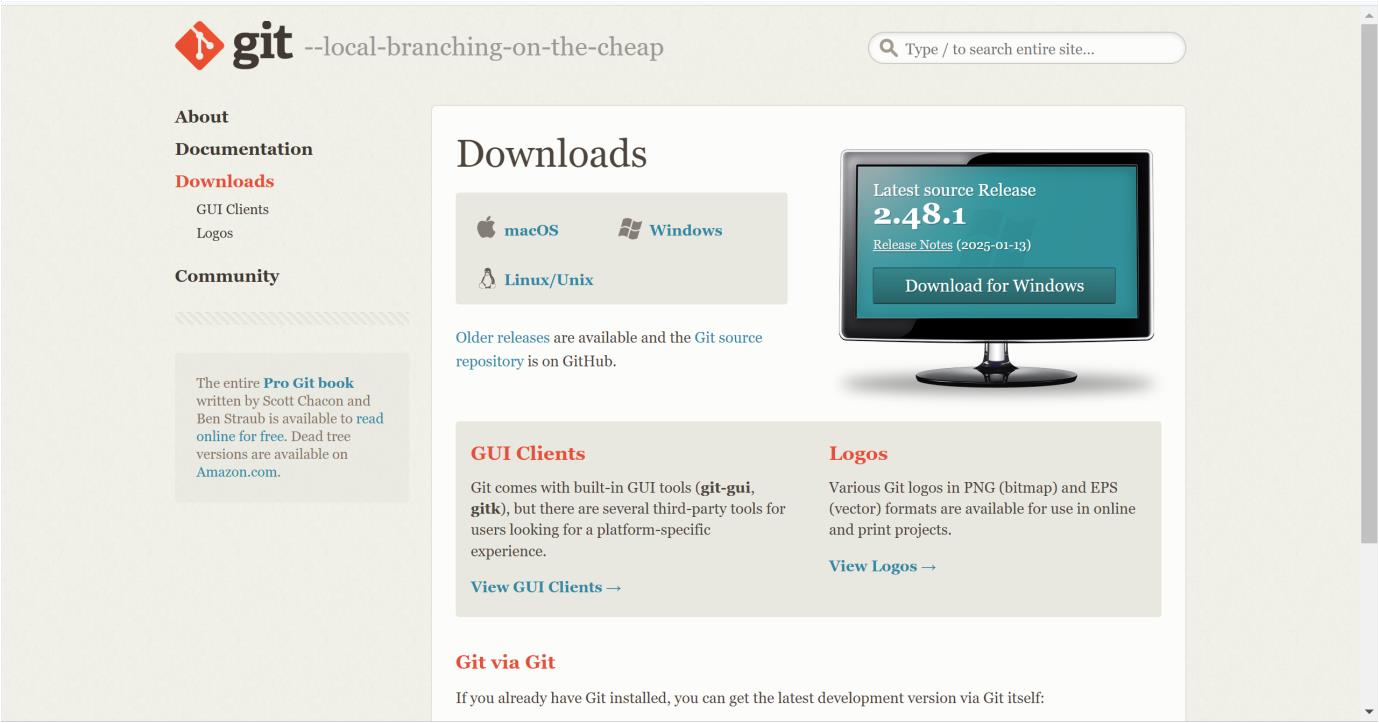 git --local-branching-on-the-cheap
Type / to search entire site...
About
Documentation
Downloads
GUI Clients
Logos
Community
The entire Pro Git book
written by Scott Chacon and
Ben Straub is available to read
online for free. Dead tree
versions are available on
Amazon.com.
Downloads
macOS
Windows
Linux/Unix
Older releases are available and the Git source
repository is on GitHub.
Latest source Release
2.48.1
Release Notes (2025-01-13)
Download for Windows
GUI Clients
Git comes with built-in GUI tools (git-gui,
gitk), but there are several third-party tools for
users looking for a platform-specific
experience.
View GUI Clients →
Logos
Various Git logos in PNG (bitmap) and EPS
(vector) formats are available for use in online
and print projects.
View Logos →
Git via Git
If you already have Git installed, you can get the latest development version via Git itself: